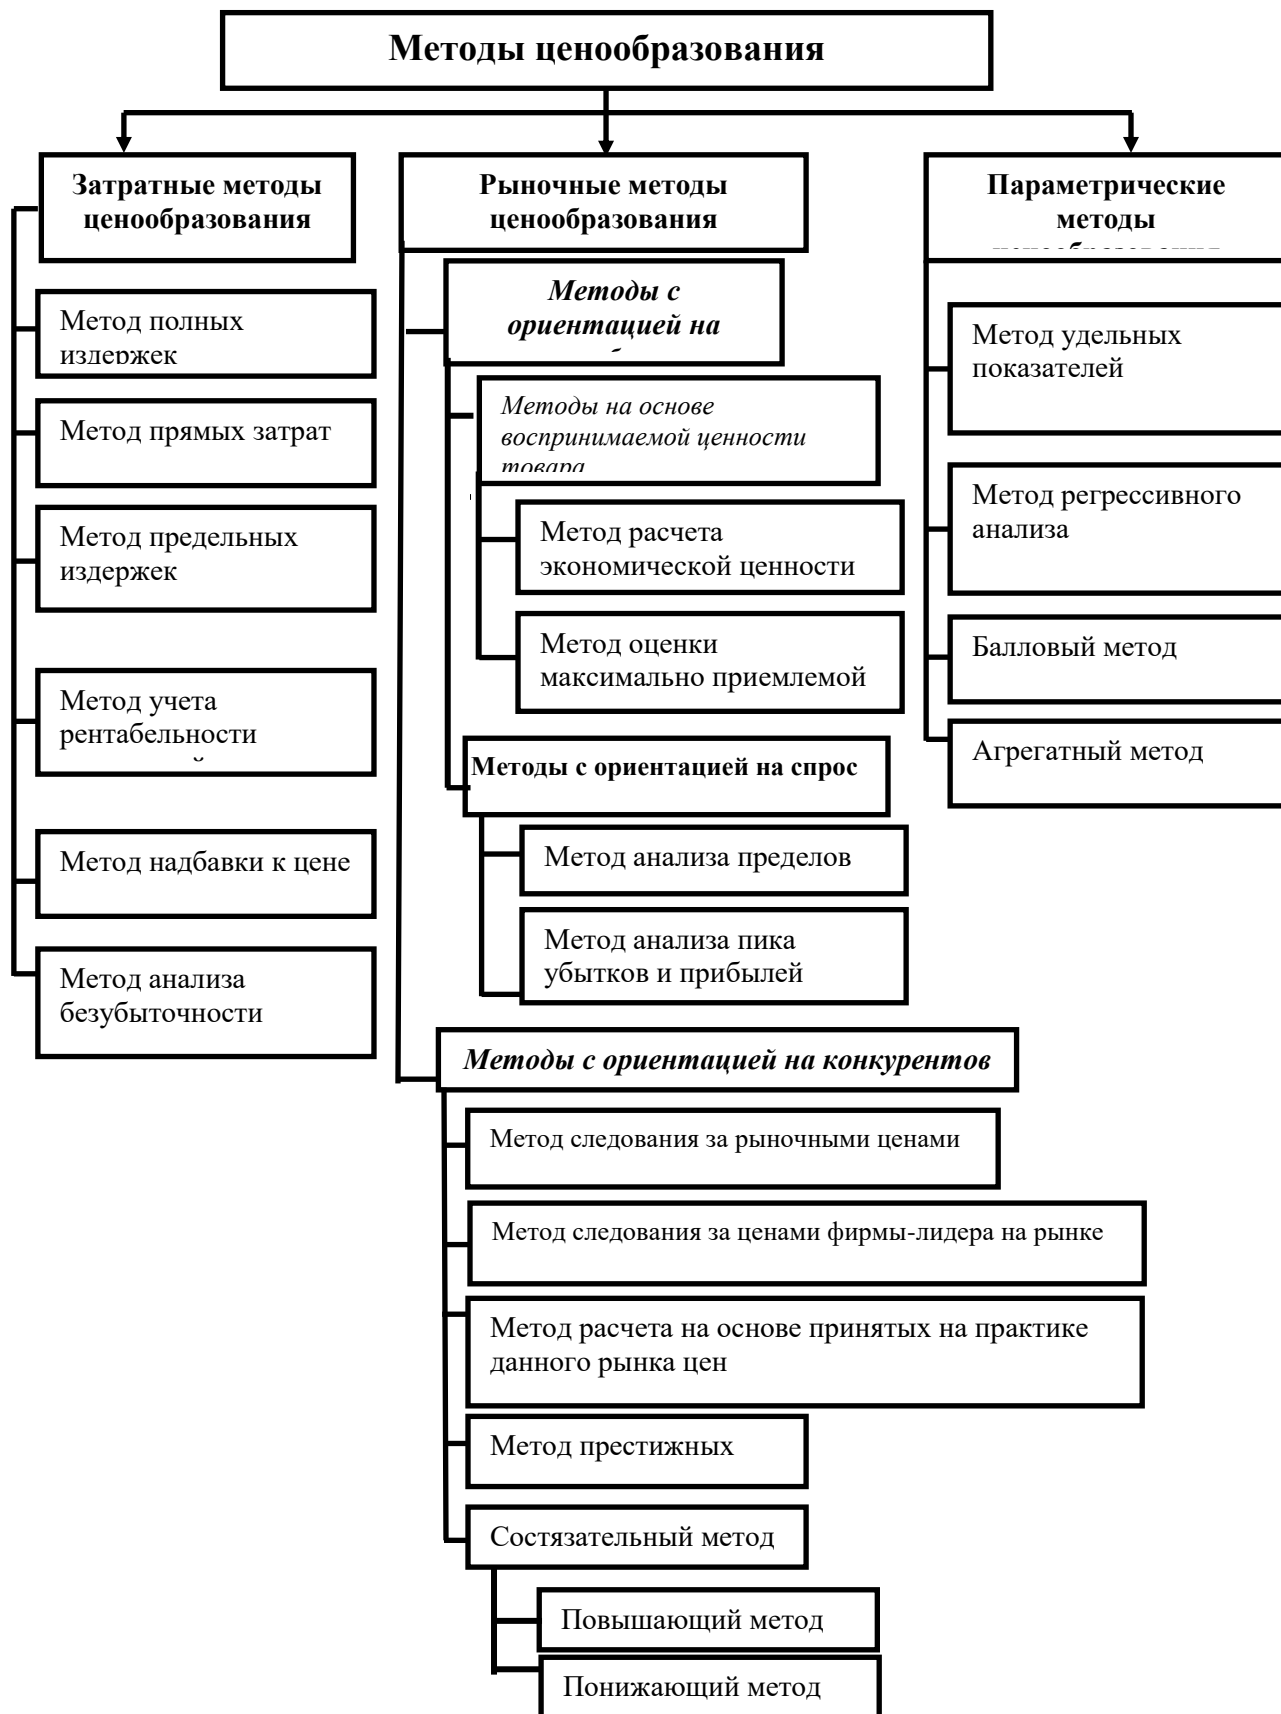 Методы ценообразования
Затратные методы
ценообразования
Метод полных
издержек
Метод прямых затрат
Метод предельных
издержек
Метод учета
рентабельности
Метод надбавки к цене
Метод анализа
безубыточности
Рыночные методы
ценообразования
Методы с
ориентацией на
Методы на основе
воспринимаемой ценности
товара
Метод расчета
экономической ценности
Метод оценки
максимально приемлемой
Методы с ориентацией на спрос
Метод анализа пределов
Метод анализа пика
убытков и прибылей
Методы с ориентацией на конкурентов
Метод следования за рыночными ценами
Метод следования за ценами фирмы-лидера на рынке
Метод расчета на основе принятых на практике
данного рынка цен
Метод престижных
Состязательный метод
Повышающий метод
Понижающий метод
Параметрические
методы
Метод удельных
показателей
Метод регрессивного
анализа
Балловый метод
Агрегатный метод